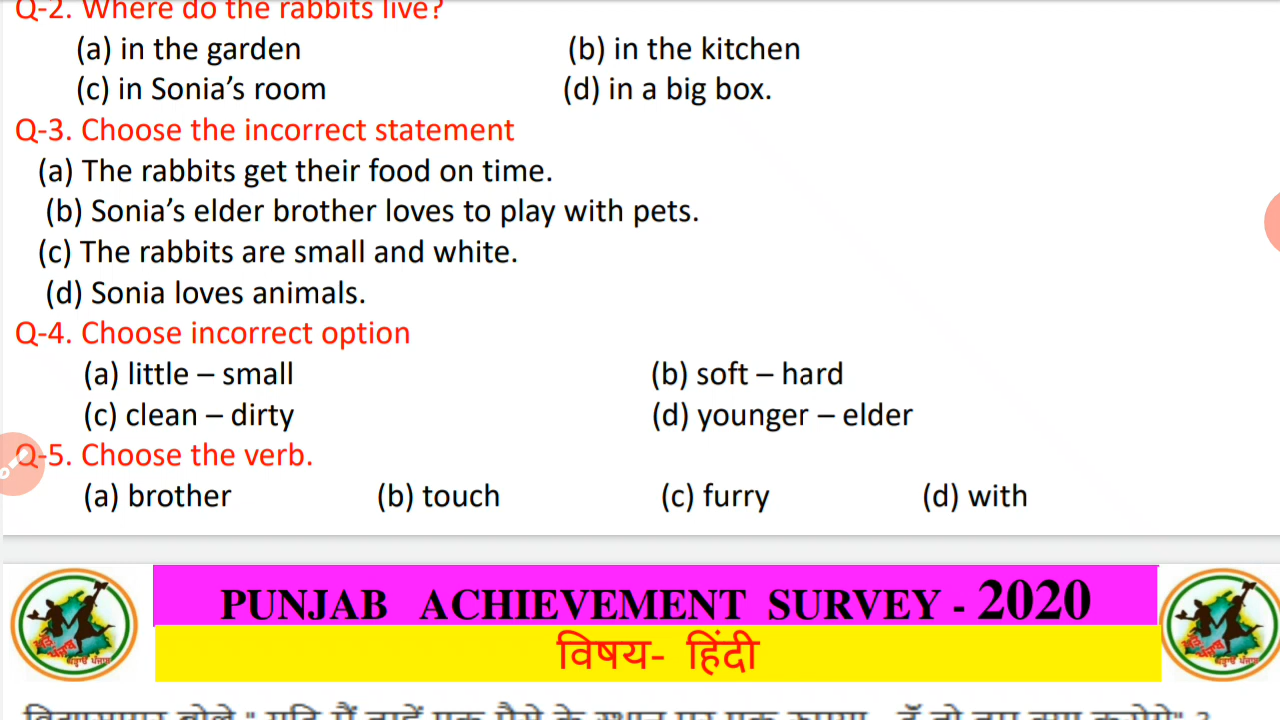 Q-2. Where do the rabbits live?
(a) in the garden (b) in the kitchen
(c) in Sonia’s room (d) in a big box.
Q-3. Choose the incorrect statement
(a) The rabbits get their food on time.
(b) Sonia’s elder brother loves to play with pets.
(c) The rabbits are small and white.
(d) Sonia loves animals.
Q-4. Choose incorrect option
(a) little – small (b) soft – hard
(c) clean – dirty (d) younger – elder
Q-5. Choose the verb.
(a) brother (b) touch (c) furry (d) with
PUNJAB ACHIEVEMENT SURVEY - 2020
विषय- हिंदी